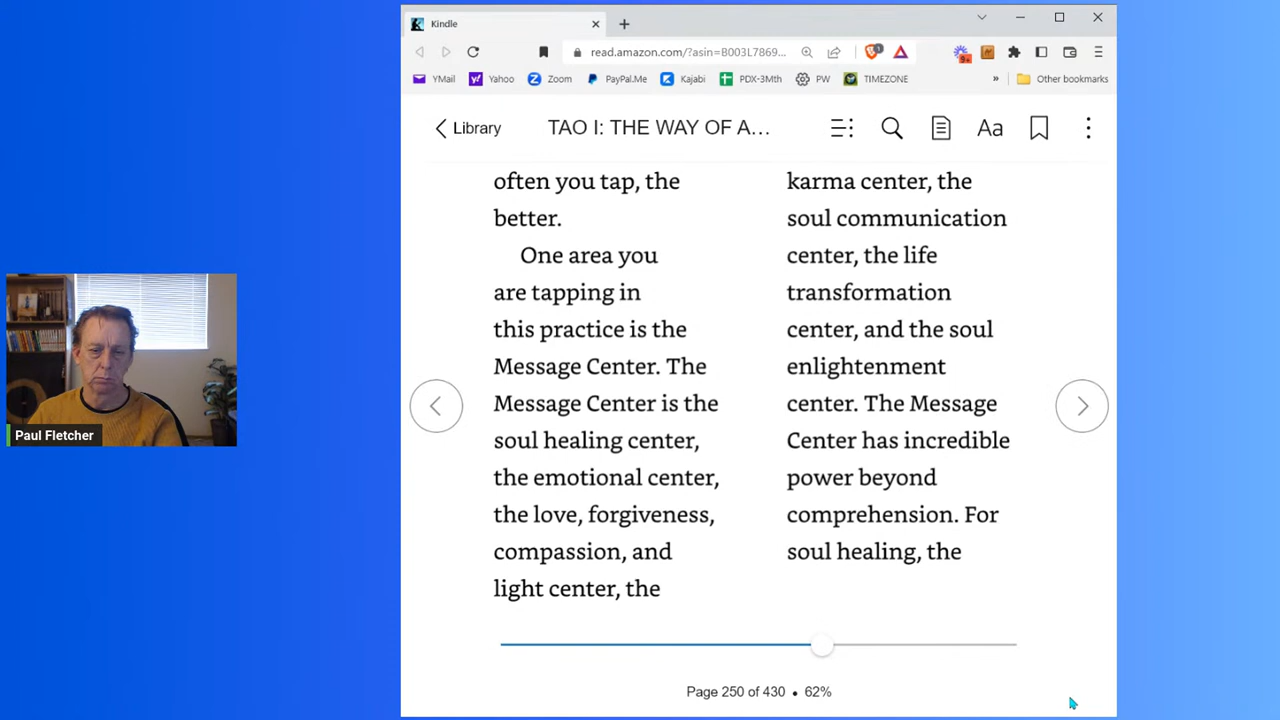 Kindle
read.amazon.com/?asin=B003L7869...
1
9+
YMail
Yahoo
Zoom
PayPal.Me
Kajabi
PDX-3Mth
PW
TIMEZONE
»
Other bookmarks
Library
TAO I: THE WAY OF A...
Aa
often you tap, the
better.
One area you
are tapping in
this practice is the
Message Center. The
Message Center is the
soul healing center,
the emotional center,
the love, forgiveness,
compassion, and
light center, the
karma center, the
soul communication
center, the life
transformation
center, and the soul
enlightenment
center. The Message
Center has incredible
power beyond
comprehension. For
soul healing, the
Page 250 of 430 • 62%
Paul Fletcher